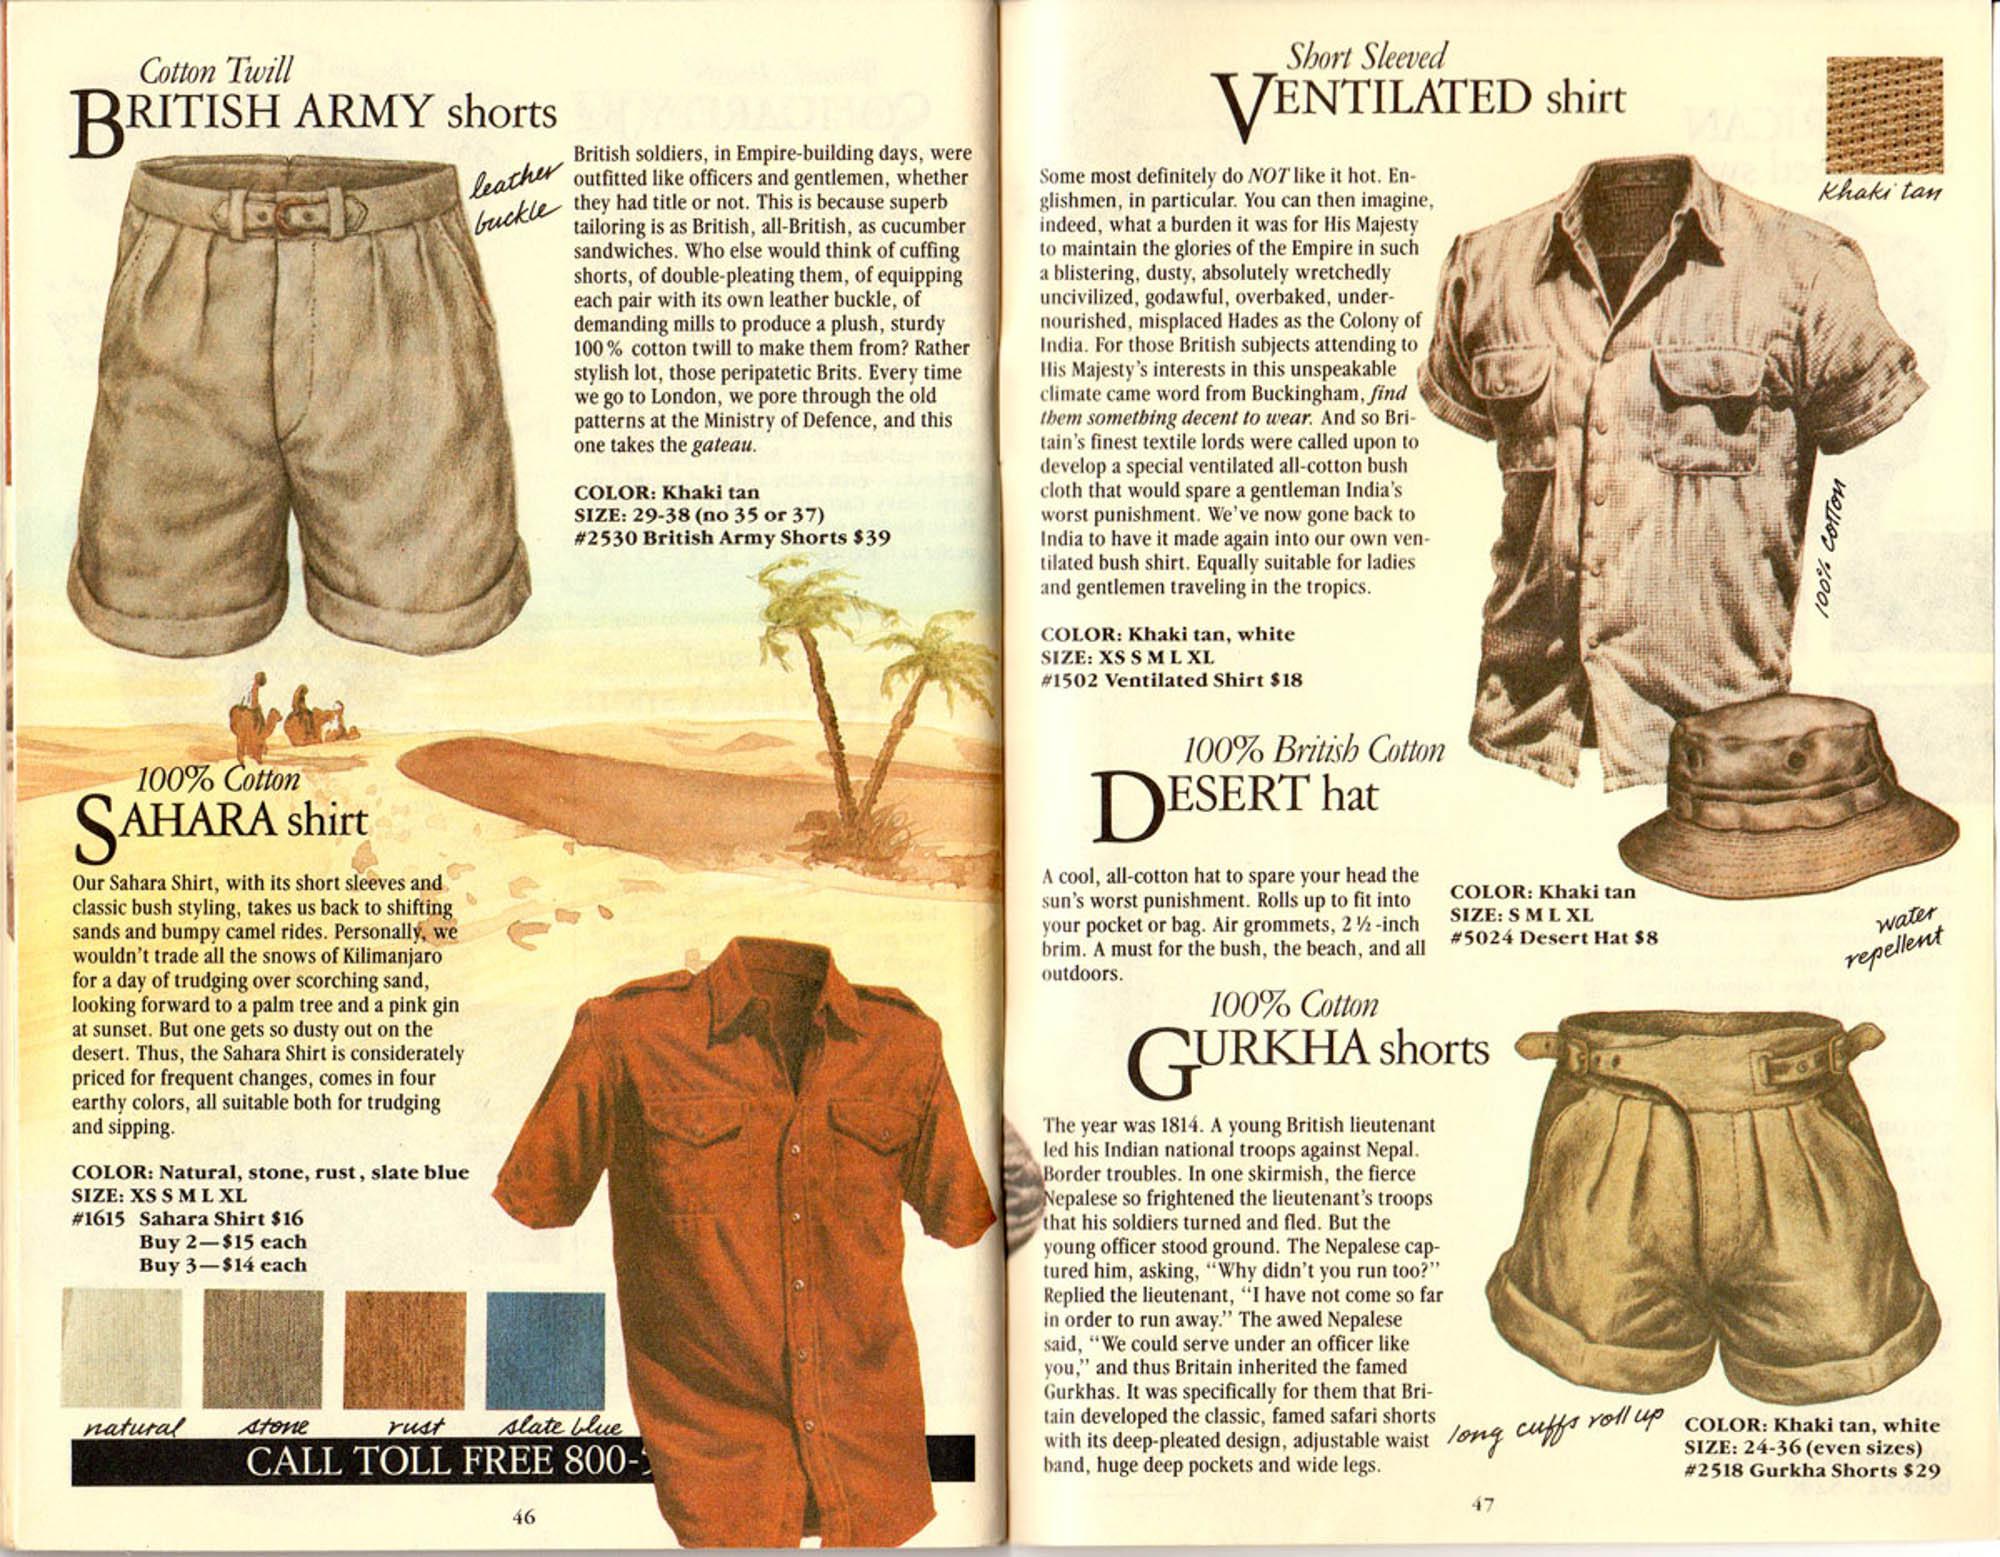 Cotton Twill
BRITISH ARMY shorts
leather
buckle
British soldiers, in Empire-building days, were
outfitted like officers and gentlemen, whether
they had title or not. This is because superb
tailoring is as British, all-British, as cucumber
sandwiches. Who else would think of cuffing
shorts, of double-pleating them, of equipping
each pair with its own leather buckle, of
demanding mills to produce a plush, sturdy
100% cotton twill to make them from? Rather
stylish lot, those peripatetic Brits. Every time
we go to London, we pore through the old
patterns at the Ministry of Defence, and this
one takes the gateau.
COLOR: Khaki tan
SIZE: 29-38 (no 35 or 37)
#2530 British Army Shorts $39
100% Cotton
SAHARA shirt
Our Sahara Shirt, with its short sleeves and
classic bush styling, takes us back to shifting
sands and bumpy camel rides. Personally, we
wouldn't trade all the snows of Kilimanjaro
for a day of trudging over scorching sand,
looking forward to a palm tree and a pink gin
at sunset. But one gets so dusty out on the
desert. Thus, the Sahara Shirt is considerately
priced for frequent changes, comes in four
earthy colors, all suitable both for trudging
and sipping.
COLOR: Natural, stone, rust, slate blue
SIZE: XS S M L XL
#1615 Sahara Shirt $16
Buy 2—$15 each
Buy 3—$14 each
natural stone rust slate blue
CALL TOLL FREE 800-
46
Short Sleeved
VENTILATED shirt
Khaki tan
Some most definitely do NOT like it hot. En-
glishmen, in particular. You can then imagine,
indeed, what a burden it was for His Majesty
to maintain the glories of the Empire in such
a blistering, dusty, absolutely wretchedly
uncivilized, godawful, overbaked, under-
nourished, misplaced Hades as the Colony of
India. For those British subjects attending to
His Majesty's interests in this unspeakable
climate came word from Buckingham, find
them something decent to wear. And so Bri-
tain's finest textile lords were called upon to
develop a special ventilated all-cotton bush
cloth that would spare a gentleman India's
worst punishment. We've now gone back to
India to have it made again into our own ven-
tilated bush shirt. Equally suitable for ladies
and gentlemen traveling in the tropics.
100% cotton
COLOR: Khaki tan, white
SIZE: XS S M L XL
#1502 Ventilated Shirt $18
100% British Cotton
DESERT hat
A cool, all-cotton hat to spare your head the
sun's worst punishment. Rolls up to fit into
your pocket or bag. Air grommets, 2 ½-inch
brim. A must for the bush, the beach, and all
outdoors.
COLOR: Khaki tan
SIZE: S M L XL
#5024 Desert Hat $8
water
repellent
100% Cotton
GURKHA shorts
The year was 1814. A young British lieutenant
led his Indian national troops against Nepal.
Border troubles. In one skirmish, the fierce
Nepalese so frightened the lieutenant's troops
that his soldiers turned and fled. But the
young officer stood ground. The Nepalese cap-
tured him, asking, "Why didn't you run too?"
Replied the lieutenant, "I have not come so far
in order to run away." The awed Nepalese
said, "We could serve under an officer like
you," and thus Britain inherited the famed
Gurkhas. It was specifically for them that Bri-
tain developed the classic, famed safari shorts
with its deep-pleated design, adjustable waist
band, huge deep pockets and wide legs.
long cuffs roll up
COLOR: Khaki tan, white
SIZE: 24-36 (even sizes)
#2518 Gurkha Shorts $29
47